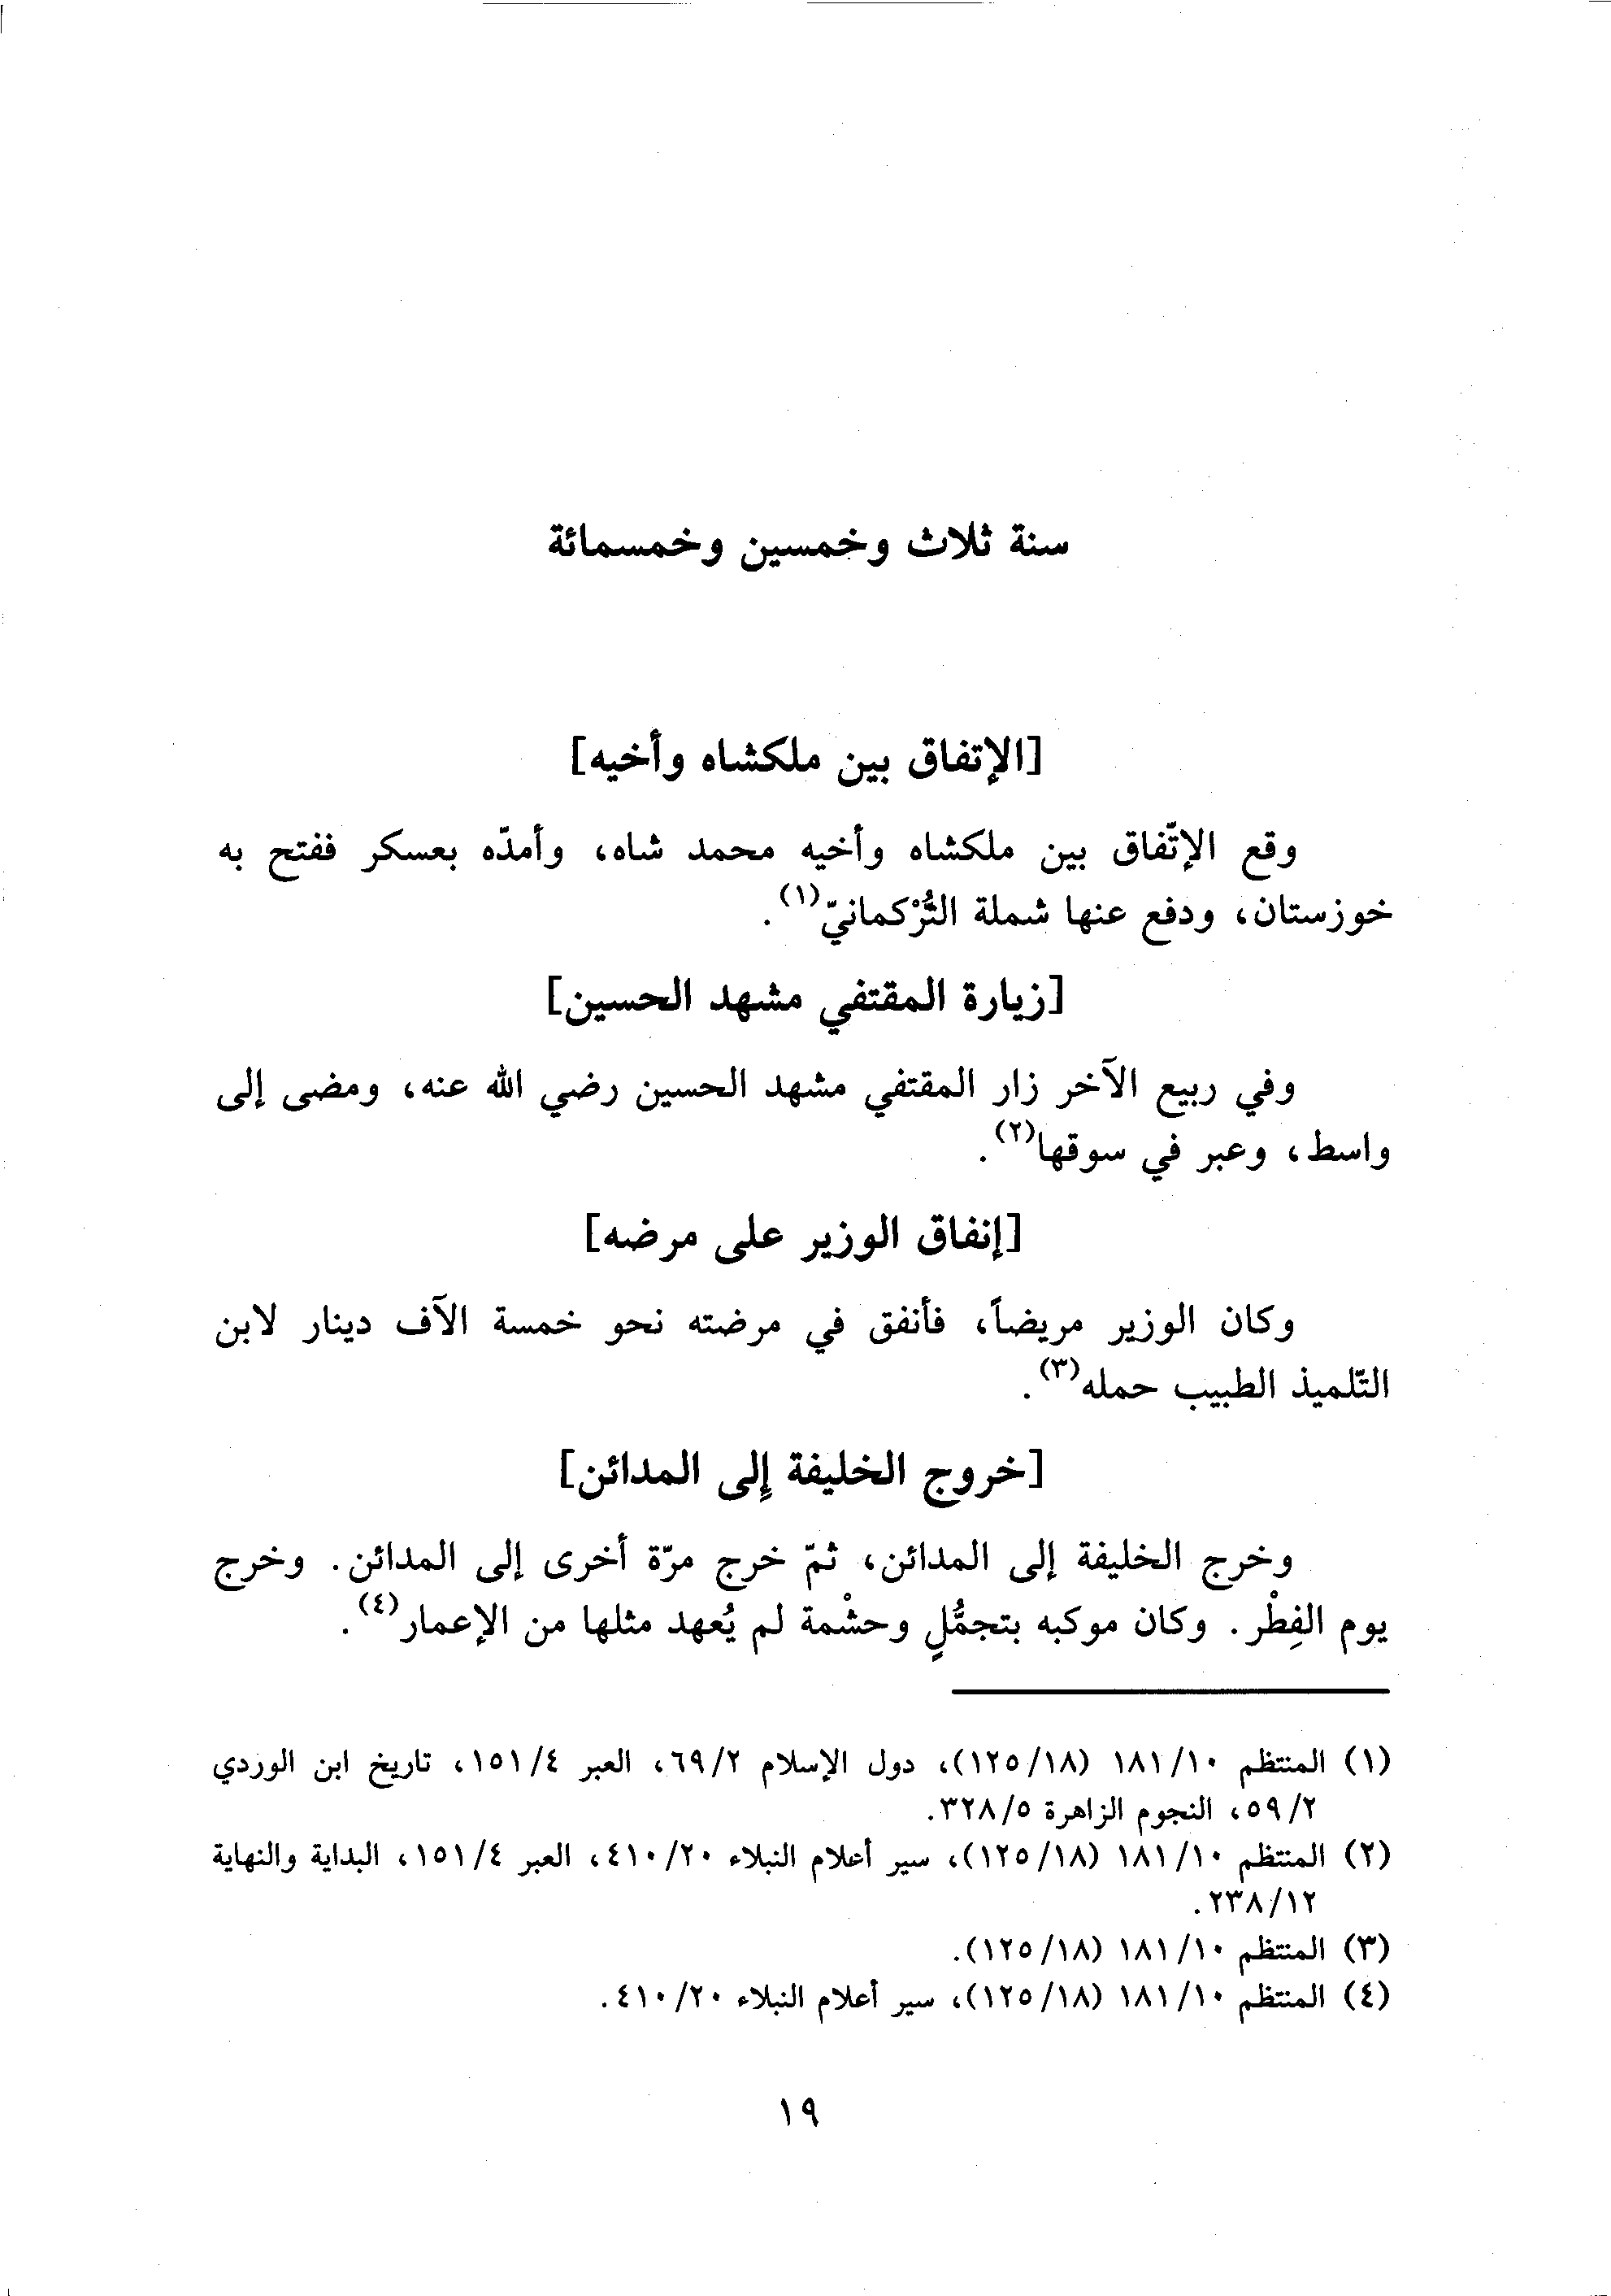 سنة ثلاث وخمسين وخمسمائة
[الإتفاق بين ملكشاه وأخيه]
وقع الإتّفاق بين ملكشاه وأخيه محمد شاه، وأمدّه بعسكر ففتح به
خوزستان، ودفع عنها شملة التُّرْكمانيّ(١).
[زيارة المقتفي مشهد الحسين]
وفي ربيع الآخر زار المقتفي مشهد الحسين رضي الله عنه، ومضى إلى
واسط، وعبر في سوقها(٢).
[إنفاق الوزير على مرضه]
وكان الوزير مريضاً، فأنفق في مرضته نحو خمسة الآف دينار لابن
التّلميذ الطبيب حمله(٣).
[خروج الخليفة إلى المدائن]
وخرج الخليفة إلى المدائن، ثمّ خرج مرّة أخرى إلى المدائن. وخرج
يوم الفِطْر. وكان موكبه بتجمُّلٍ وحشْمة لم يُعهد مثلها من الإعمار(٤).
(١) المنتظم ١٨١/١٠ (١٢٥/١٨)، دول الإسلام ٦٩/٢، العبر ١٥١/٤، تاريخ ابن الوردي
٥٩/٢، النجوم الزاهرة ٣٢٨/٥.
(٢) المنتظم ١٨١/١٠ (١٢٥/١٨)، سير أعلام النبلاء ٤١٠/٢٠، العبر ١٥١/٤، البداية والنهاية
٢٣٨/١٢.
(٣) المنتظم ١٨١/١٠ (١٢٥/١٨).
(٤) المنتظم ١٨١/١٠ (١٢٥/١٨)، سير أعلام النبلاء ٤١٠/٢٠.
١٩